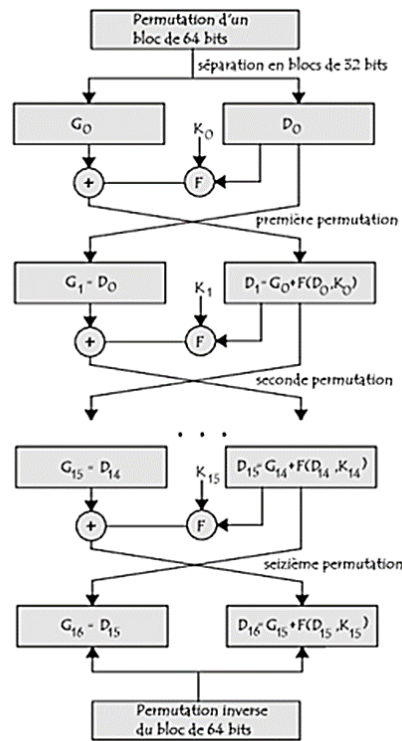 Permutation d'un
bloc de 64 bits
séparation en blocs de 32 bits
G0 K0 D0
+ F
première permutation
G1 - D0 K1 D1 - G0 + F(D0, K0)
+ F
seconde permutation
. . .
G15 - D14 K15 D15 - G14 + F(D14, K14)
+ F
seizième permutation
G16 - D15 D16 - G15 + F(D15, K15)
Permutation inverse
du bloc de 64 bits